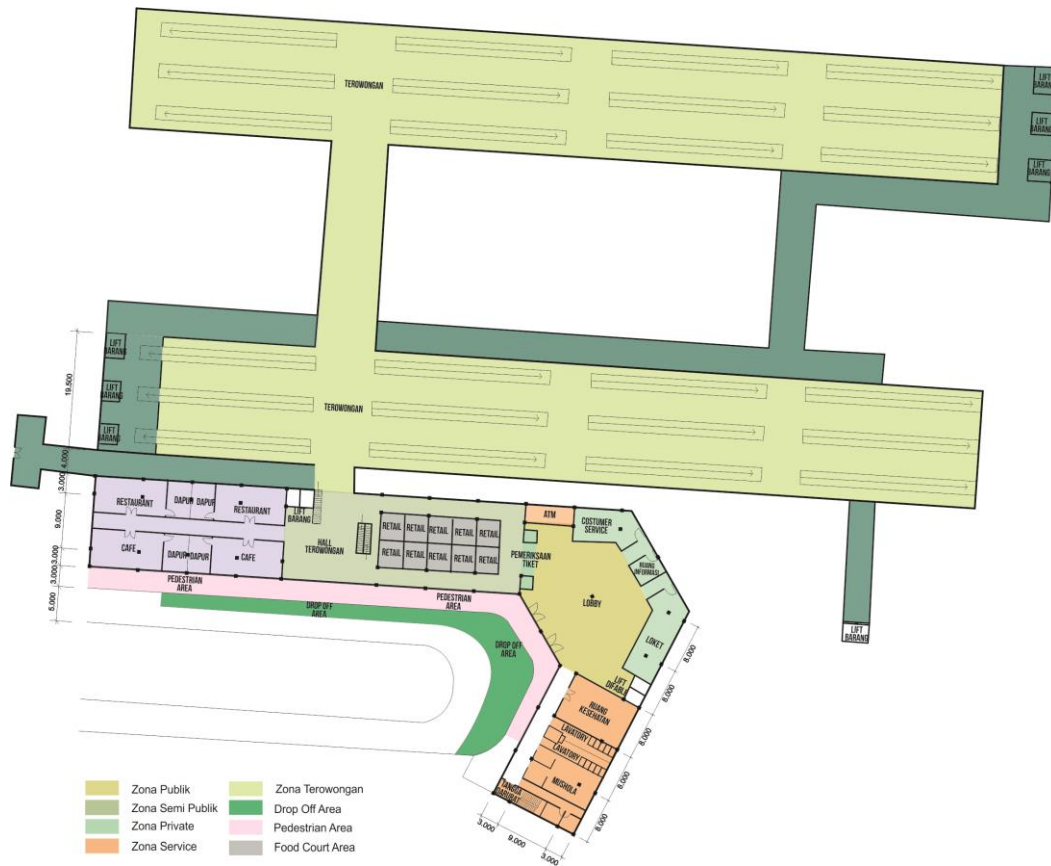 TEROWONGAN
LIFT
BARANG
LIFT
BARANG
LIFT
BARANG
LIFT
BARANG
LIFT
BARANG
LIFT
BARANG
TEROWONGAN
19.500
4.000
3.000
9.000
3.000
3.000
5.000
RESTAURANT
DAPUR
DAPUR
RESTAURANT
LIFT
BARANG
CAFE
DAPUR
DAPUR
CAFE
HALL
TEROWONGAN
RETAIL
RETAIL
RETAIL
RETAIL
RETAIL
RETAIL
RETAIL
RETAIL
RETAIL
RETAIL
ATM
COSTUMER
SERVICE
PEMERIKSAAN
TIKET
RUANG
INFORMASI
LOBBY
LOKET
LIFT
BARANG
PEDESTRIAN
AREA
PEDESTRIAN
AREA
DROP OFF
AREA
DROP OFF
AREA
LIFT
DIFABLE
RUANG
KESEHATAN
LAVATORY
LAVATORY
MUSHOLA
TANGGA
DARURAT
8.000
8.000
8.000
8.000
8.000
3.000
9.000
3.000
Zona Publik
Zona Semi Publik
Zona Private
Zona Service
Zona Terowongan
Drop Off Area
Pedestrian Area
Food Court Area